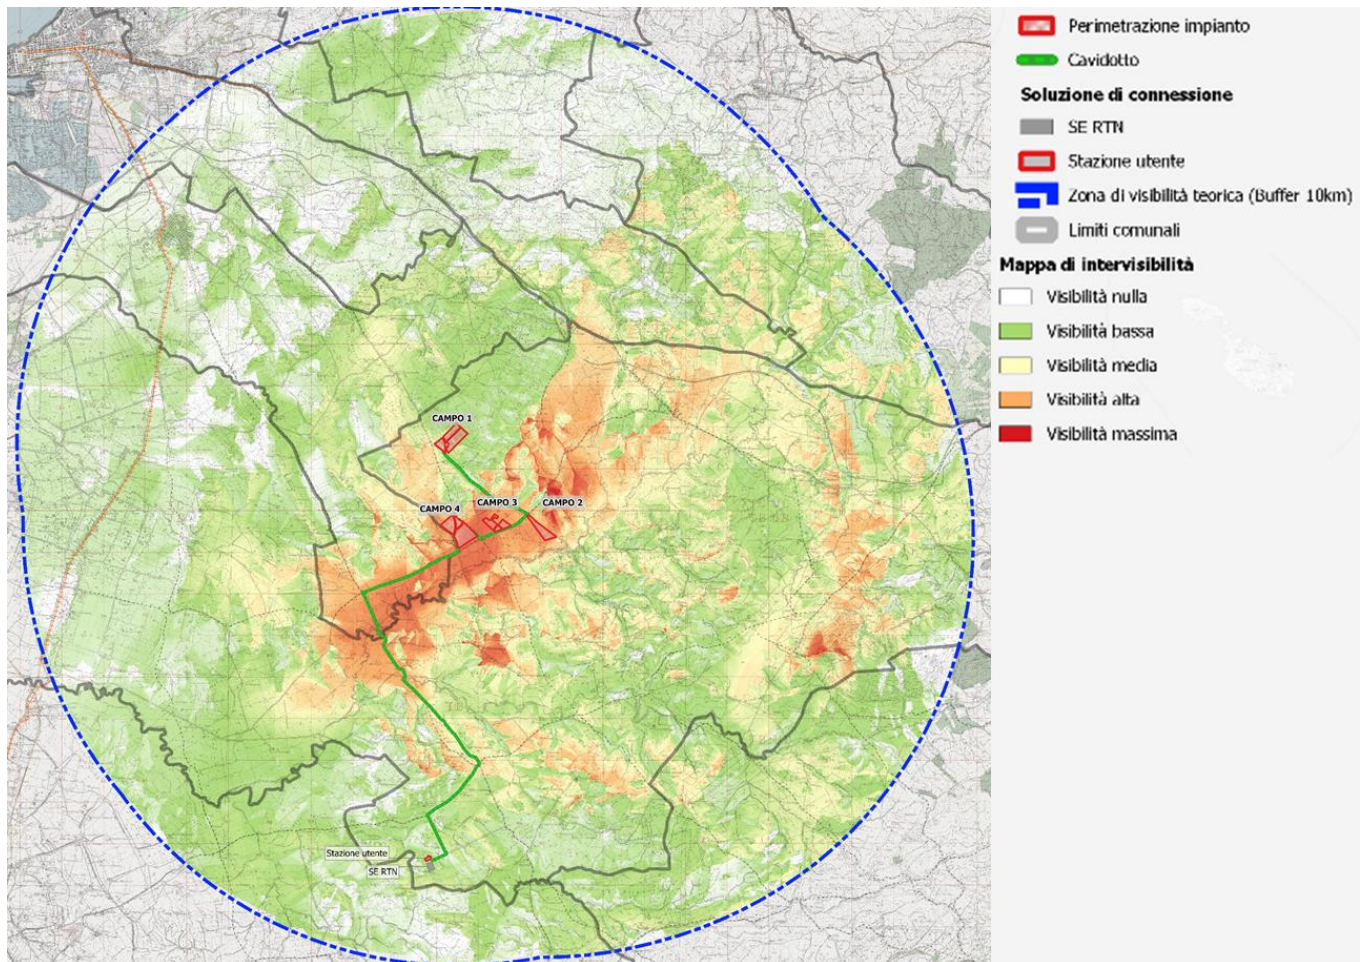 Perimetrazione impianto
Cavidotto
Soluzione di connessione
SE RTN
Stazione utente
Zona di visibilità teorica (Buffer 10km)
Limiti comunali
Mappa di intervisibilità
Visibilità nulla
Visibilità bassa
Visibilità media
Visibilità alta
Visibilità massima
CAMPO 1
CAMPO 4
CAMPO 3
CAMPO 2
Stazione utente
SE RTN